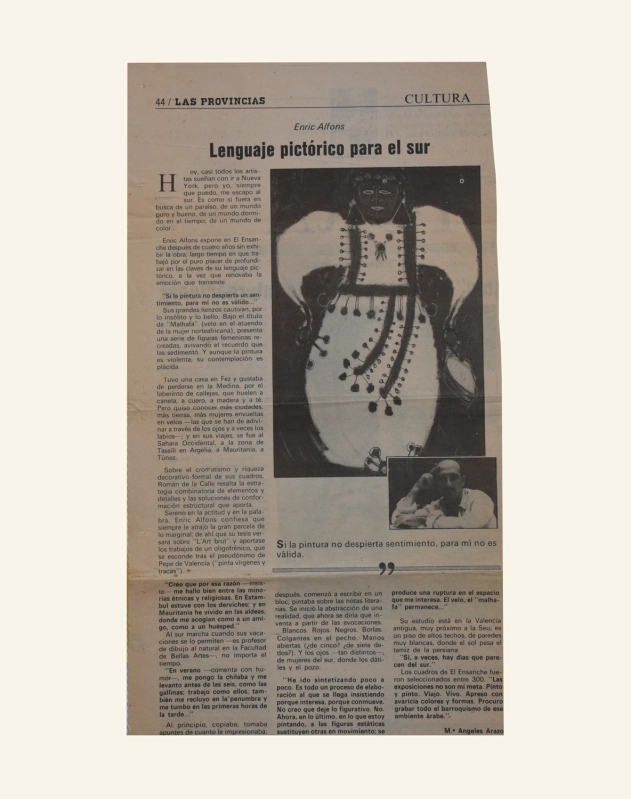 44 / LAS PROVINCIAS
CULTURA
Enric Alfons
Lenguaje pictórico para el sur
Hoy, casi todos los artis-
tas sueñan con ir a Nueva
York, pero yo, siempre
que puedo, me escapo al
sur. Es como si fuera en
busca de un paraíso, de un mundo
puro y bueno, de un mundo dormi-
do en el tiempo; de un mundo de
color...
Enric Alfons expone en El Ensan-
che después de cuatro años sin exhi-
bir la obra; largo tiempo en que tra-
bajó por el puro placer de profundi-
zar en las claves de su lenguaje pic-
tórico, a la vez que renovaba la
emoción que transmite.
"Si la pintura no despierta un sen-
timiento, para mí no es válido..."
Sus grandes lienzos cautivan, por
lo insólito y lo bello. Bajo el título
de "Malhafa" (velo en el atuendo
de la mujer norteafricana), presenta
una serie de figuras femeninas re-
creadas, avivando el recuerdo que
las sedimentó. Y aunque la pintura
es violenta, su contemplación es
plácida.
Tuvo una casa en Fez y gustaba
de perderse en la Medina, por el
laberinto de callejas, que huelen a
canela, a cuero, a madera y a té.
Pero quiso conocer más ciudades,
más tierras, más mujeres envueltas
en velos —las que se han de adivi-
nar a través de los ojos y a veces los
labios—; y en sus viajes, se fue al
Sahara Occidental, a la zona de
Tassili en Argelia, a Mauritania, a
Túnez.
Sobre el cromatismo y riqueza
decorativo-formal de sus cuadros,
Román de la Calle resalta la estra-
tegia combinatoria de elementos y
detalles y las soluciones de confor-
mación estructural que aporta.
Sereno en la actitud y en la pala-
bra, Enric Alfons confiesa que
siempre le atrajo la gran parcela de
lo marginal; de ahí que su tesis ver-
sara sobre "L'Art brut" y aportase
los trabajos de un oligofrénico, que
se esconde tras el pseudónimo de
Pepe de Valencia ("pinta vírgenes y
tracas").
"Creo que por esa razón —insis-
te— me hallo bien entre las mino-
rías étnicas y religiosas. En Estam-
bul estuve con los derviches; y en
Mauritania he vivido en las aldeas,
donde me acogían como a un ami-
go, como a un huésped."
Al sur marcha cuando sus vaca-
ciones se lo permiten —es profesor
de dibujo al natural en la Facultad
de Bellas Artes—, no importa el
tiempo.
"En verano —comenta con hu-
mor—, me pongo la chilaba y me
levanto antes de las seis, como las
gallinas; trabajo como ellos, tam-
bién me recluyo en la penumbra y
me tumbo en las primeras horas de
la tarde..."
Al principio, copiaba; tomaba
apuntes de cuanto le impresionaba;
Si la pintura no despierta sentimiento, para mì no es
vàlida.
”
después, comenzó a escribir en un
bloc, pintaba sobre las notas litera-
rias. Se inició la abstracción de una
realidad, que ahora se diría que in-
venta a partir de las evocaciones.
Blancos. Rojos. Negros. Borlas.
Colgantes en el pecho. Manos
abiertas (¿de cinco? ¿de siete de-
dos?). Y los ojos —tan distantes—,
de mujeres del sur, donde los dáti-
les y el pozo.
"He ido sintetizando poco a
poco. Es todo un proceso de elabo-
ración al que se llega insistiendo
porque interesa, porque conmueve.
No creo que deje lo figurativo. No.
Ahora, en lo último, en lo que estoy
pintando, a las figuras estáticas
sustituyen otras en movimiento; se
produce una ruptura en el espacio
que me interesa. El velo, el "malha-
fa" permanece..."
Su estudio está en la Valencia
antigua, muy próximo a la Seu; es
un piso de altos techos, de paredes
muy blancas, donde el sol pasa el
tamiz de la persiana.
"Sí, a veces, hay días que pare-
cen del sur."
Los cuadros de El Ensanche fue-
ron seleccionados entre 300. "Las
exposiciones no son mi meta. Pinto
y pinto. Viajo. Vivo. Apreso con
avaricia colores y formas. Procuro
grabar todo el barroquismo de ese
ambiente árabe.".
M.ª Angeles Arazo